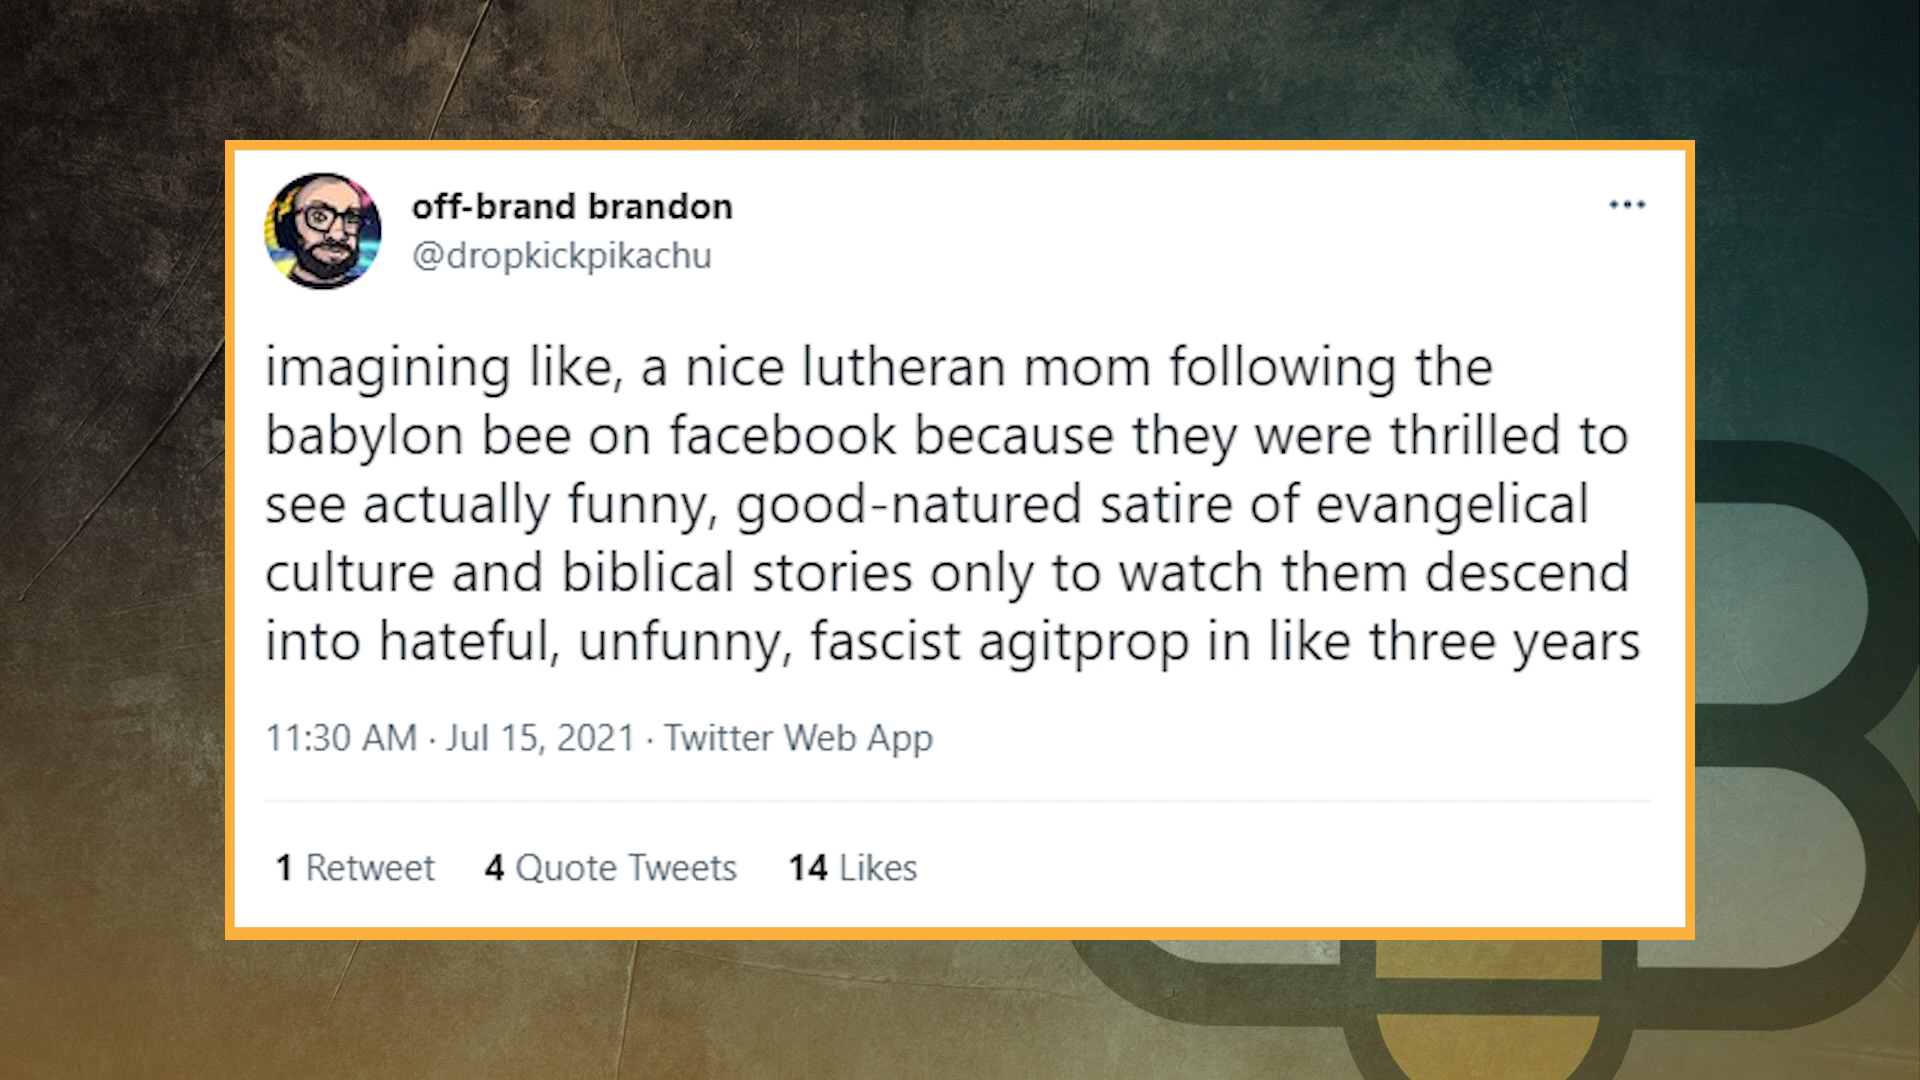 off-brand brandon
@dropkickpikachu
imagining like, a nice lutheran mom following the
babylon bee on facebook because they were thrilled to
see actually funny, good-natured satire of evangelical
culture and biblical stories only to watch them descend
into hateful, unfunny, fascist agitprop in like three years
11:30 AM · Jul 15, 2021 · Twitter Web App
1 Retweet 4 Quote Tweets 14 Likes